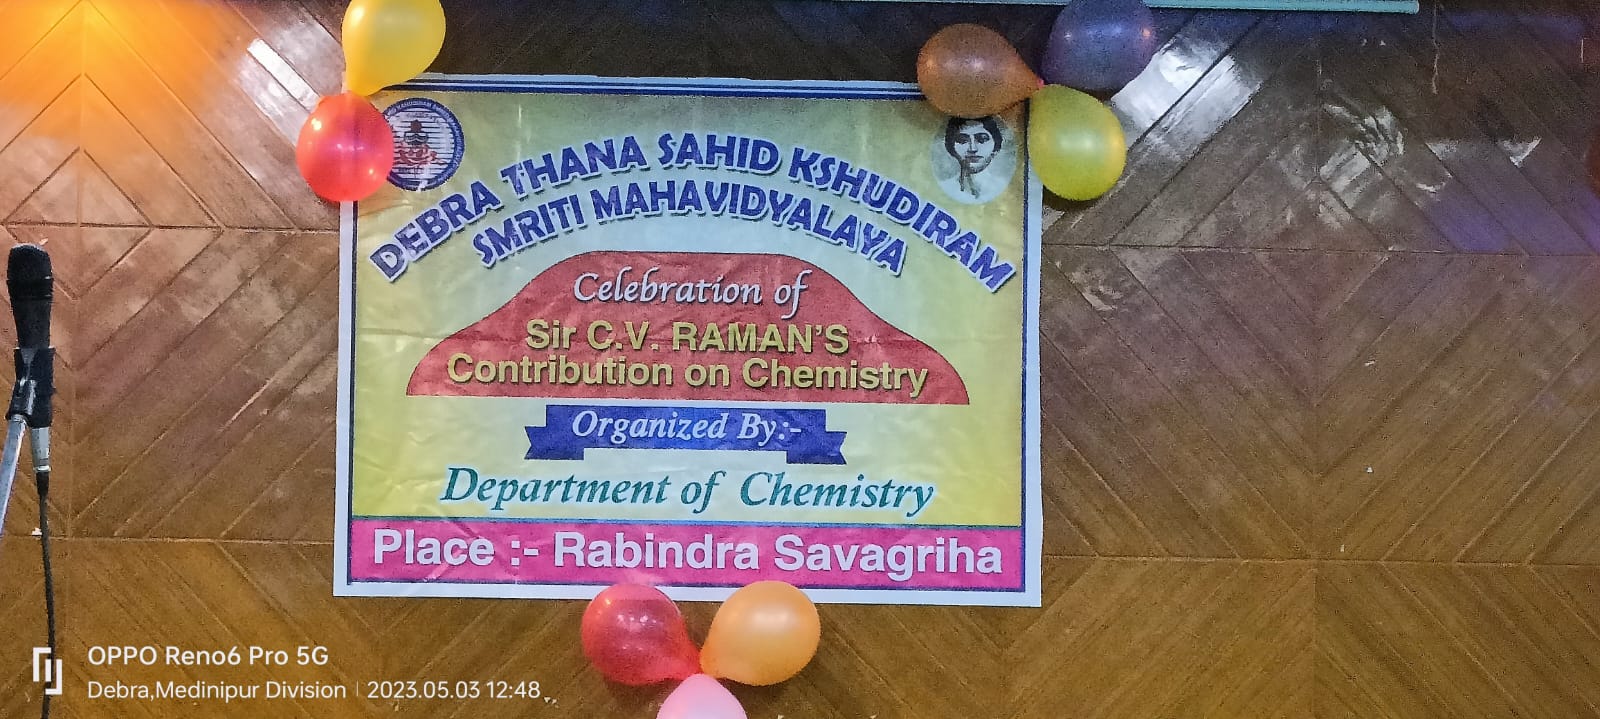 DEBRA THANA SAHID KSHUDIRAM
SMRITI MAHAVIDYALAYA
Celebration of
Sir C.V. RAMAN'S
Contribution on Chemistry
Organized By:-
Department of Chemistry
Place :- Rabindra Savagriha
OPPO Reno6 Pro 5G
Debra,Medinipur Division | 2023.05.03 12:48